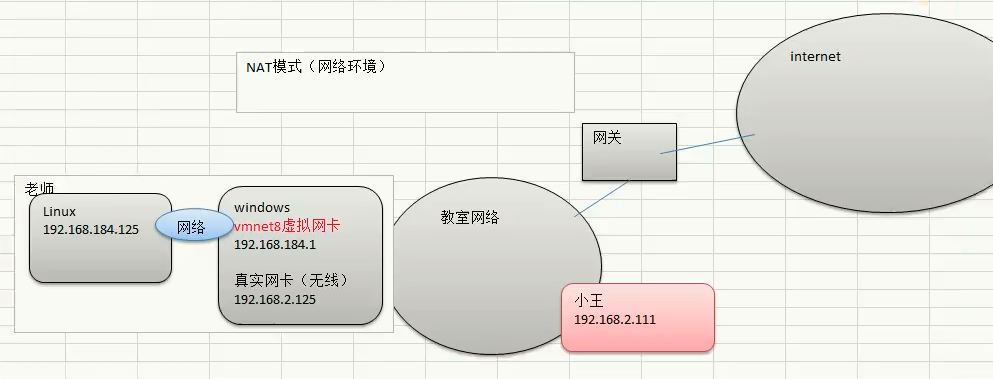 NAT模式（网络环境）
internet
网关
老师
Linux
192.168.184.125
网络
windows
vmnet8虚拟网卡
192.168.184.1
真实网卡（无线）
192.168.2.125
教室网络
小王
192.168.2.111